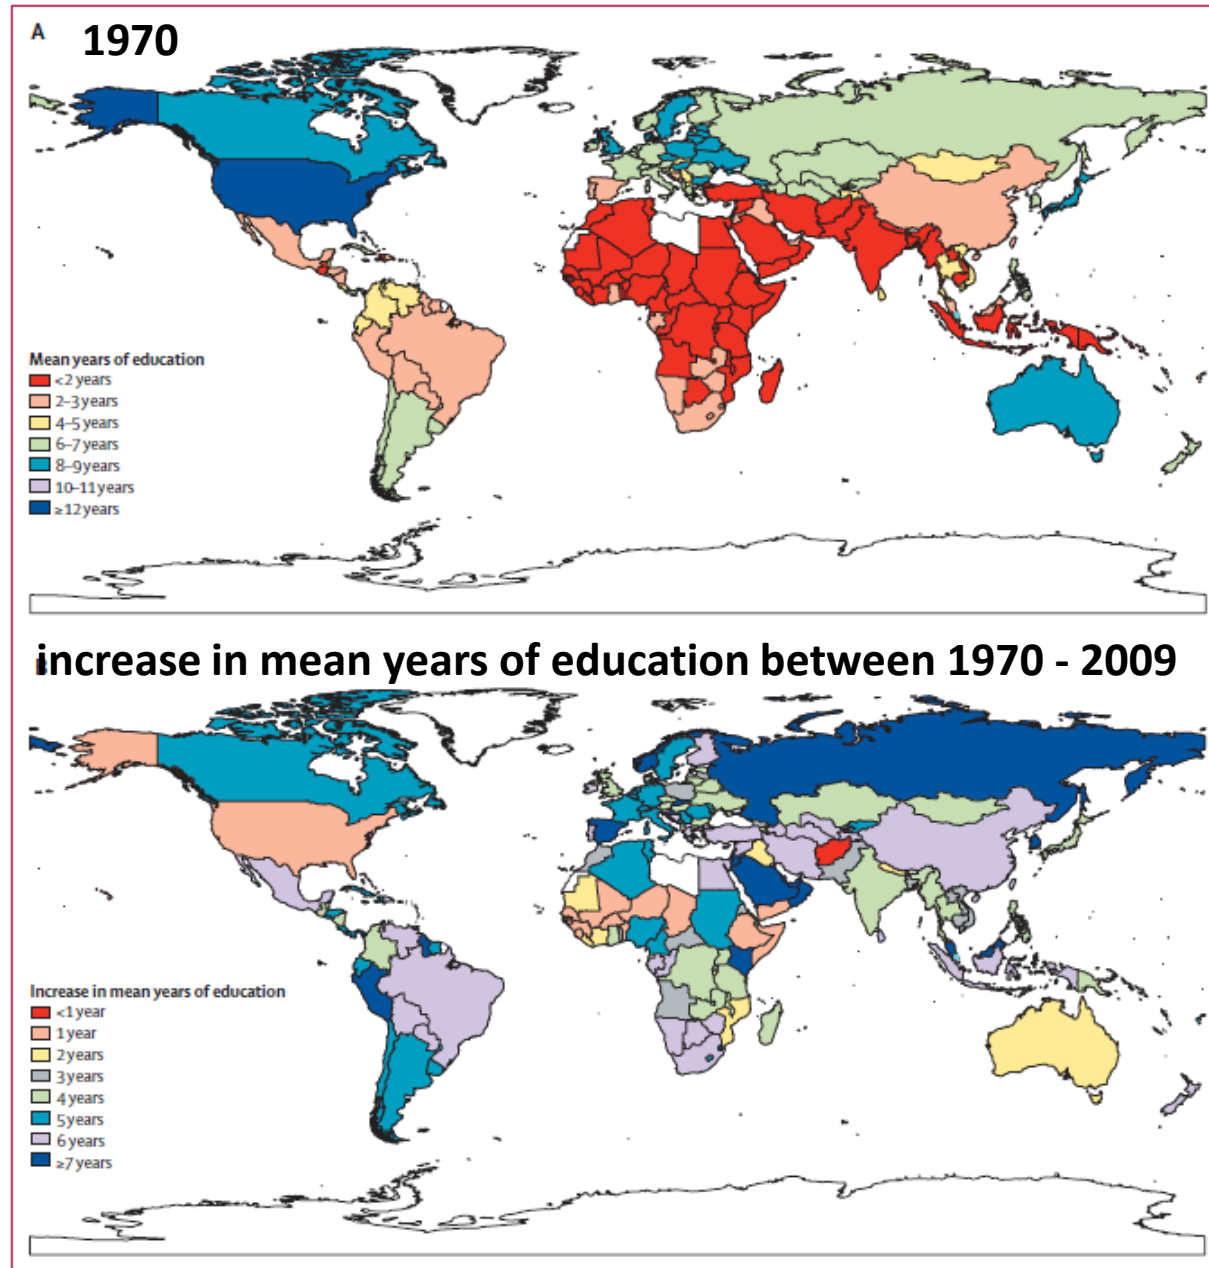 A 1970
Mean years of education
<2 years
2–3 years
4–5 years
6–7 years
8–9 years
10–11 years
≥12 years
increase in mean years of education between 1970 - 2009
Increase in mean years of education
<1 year
1 year
2 years
3 years
4 years
5 years
6 years
≥7 years